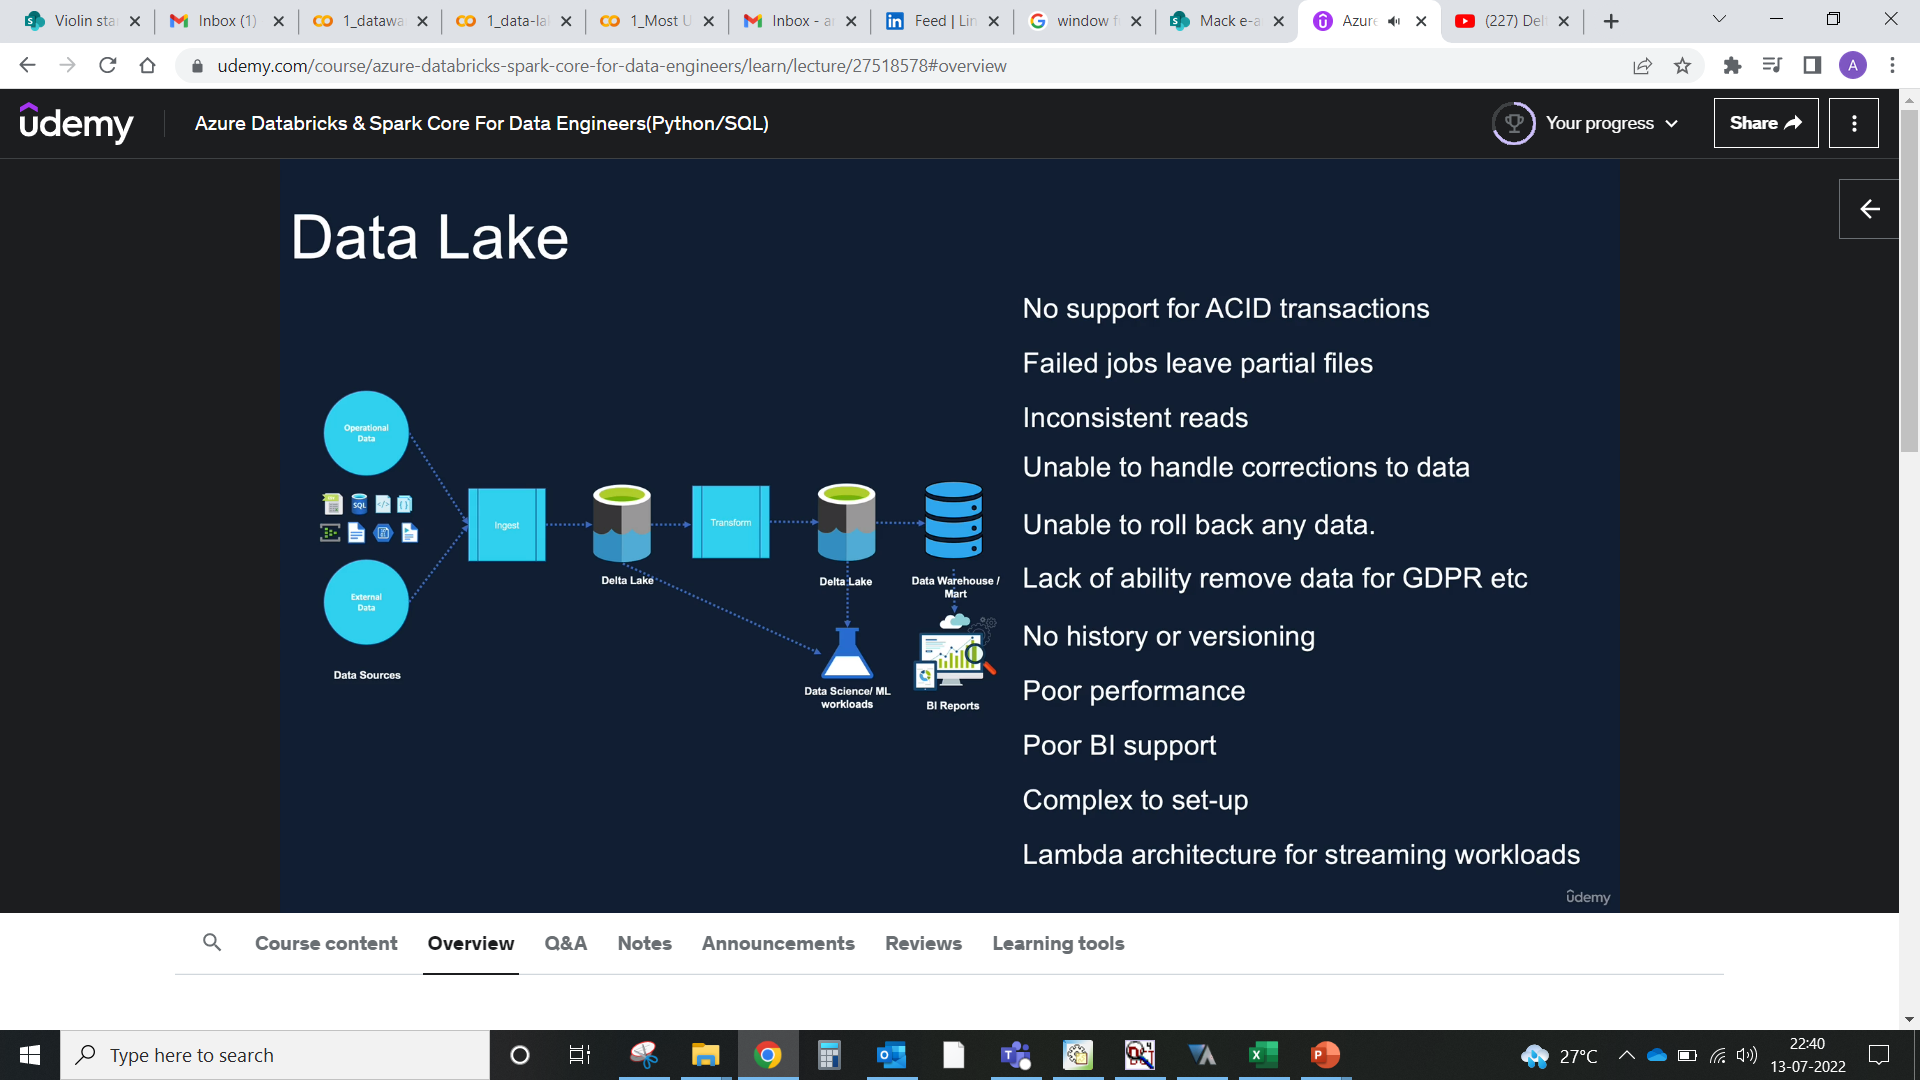 Violin sta
Inbox (1)
1_datawa
1_data-la
1_Most U
Inbox - a
Feed | Lin
window f
Mack e-a
Azure
(227) Del
udemy.com/course/azure-databricks-spark-core-for-data-engineers/learn/lecture/27518578#overview
A
udemy
Azure Databricks & Spark Core For Data Engineers(Python/SQL)
Your progress
Share
Data Lake
No support for ACID transactions
Failed jobs leave partial files
Inconsistent reads
Unable to handle corrections to data
Unable to roll back any data.
Lack of ability remove data for GDPR etc
No history or versioning
Poor performance
Poor BI support
Complex to set-up
Lambda architecture for streaming workloads
Operational
Data
SQL
External
Data
Data Sources
Ingest
Delta Lake
Transform
Delta Lake
Data Warehouse /
Mart
Data Science/ ML
workloads
BI Reports
udemy
Course content
Overview
Q&A
Notes
Announcements
Reviews
Learning tools
Type here to search
27°C
22:40
13-07-2022